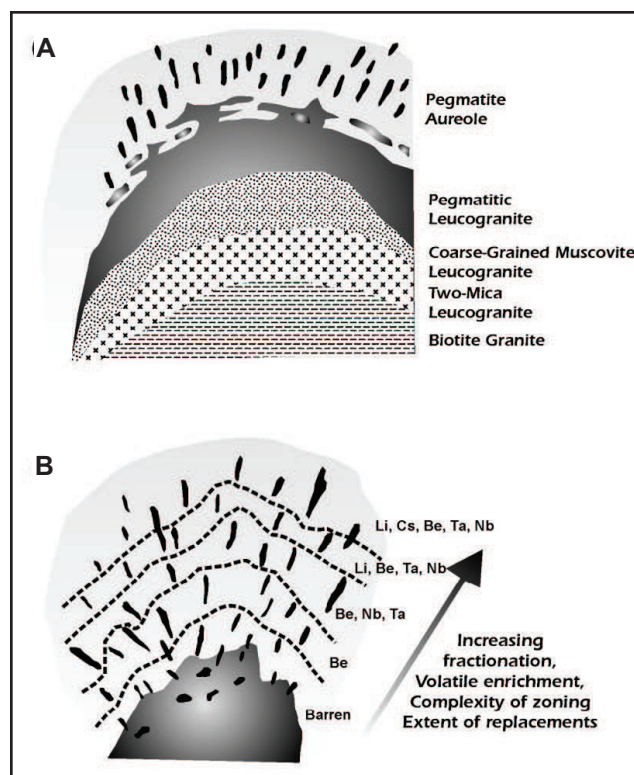 A
Pegmatite
Aureole
Pegmatitic
Leucogranite
Coarse-Grained Muscovite
Leucogranite
Two-Mica
Leucogranite
Biotite Granite
B
Li, Cs, Be, Ta, Nb
Li, Be, Ta, Nb
Be, Nb, Ta
Be
Barren
Increasing
fractionation,
Volatile enrichment,
Complexity of zoning
Extent of replacements